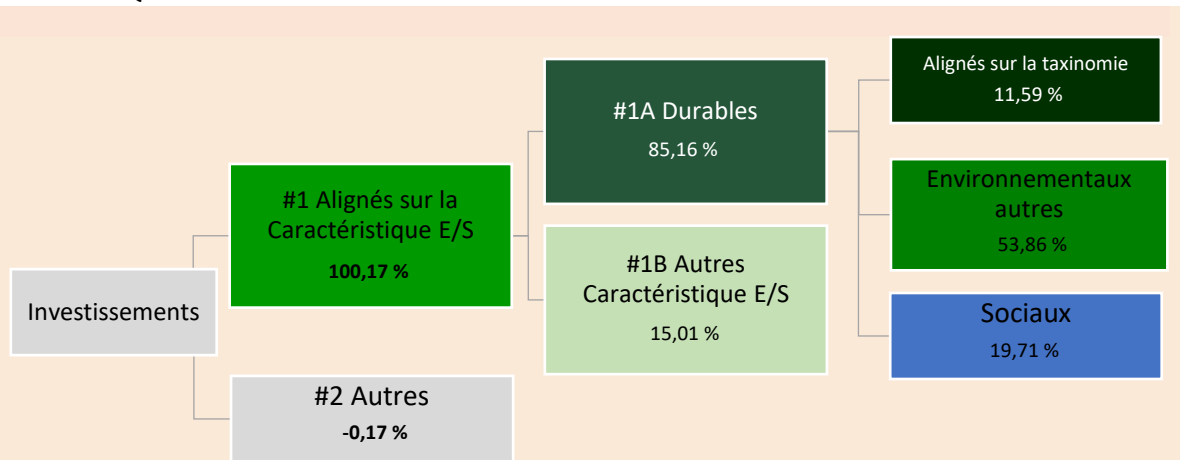 Investissements
#1 Alignés sur la
Caractéristique E/S
100,17 %
#2 Autres
-0,17 %
#1A Durables
85,16 %
#1B Autres
Caractéristique E/S
15,01 %
Alignés sur la taxinomie
11,59 %
Environnementaux
autres
53,86 %
Sociaux
19,71 %